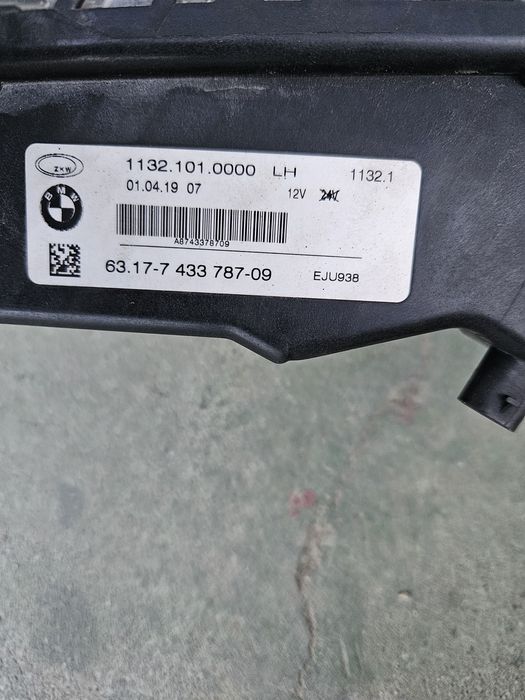 ZKW 1132.101.0000 LH 1132.1
BMW 01.04.19 07 12V 24V
A8743378709
63.17-7 433 787-09 EJU938